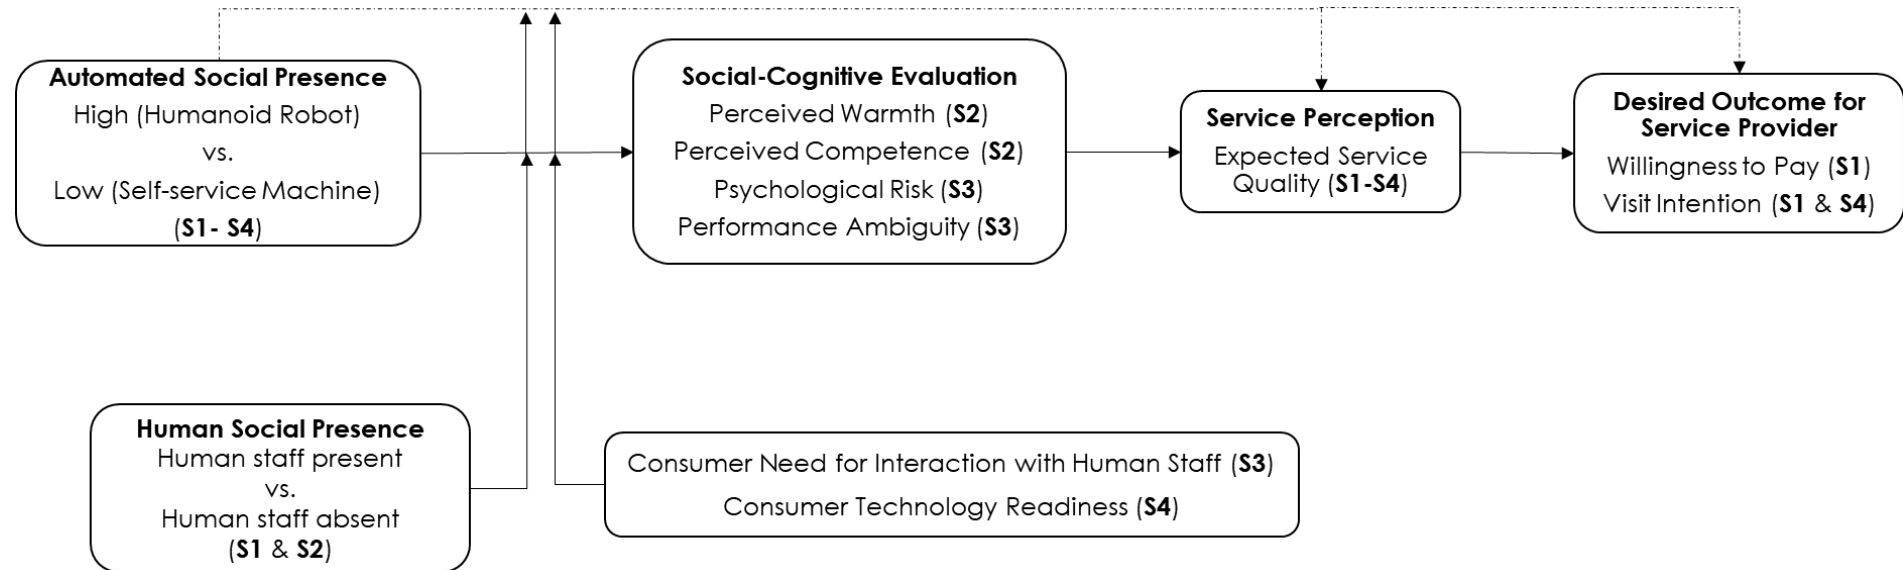 Automated Social Presence
High (Humanoid Robot)
vs.
Low (Self-service Machine)
(S1- S4)
Social-Cognitive Evaluation
Perceived Warmth (S2)
Perceived Competence (S2)
Psychological Risk (S3)
Performance Ambiguity (S3)
Service Perception
Expected Service
Quality (S1-S4)
Desired Outcome for
Service Provider
Willingness to Pay (S1)
Visit Intention (S1 & S4)
Human Social Presence
Human staff present
vs.
Human staff absent
(S1 & S2)
Consumer Need for Interaction with Human Staff (S3)
Consumer Technology Readiness (S4)